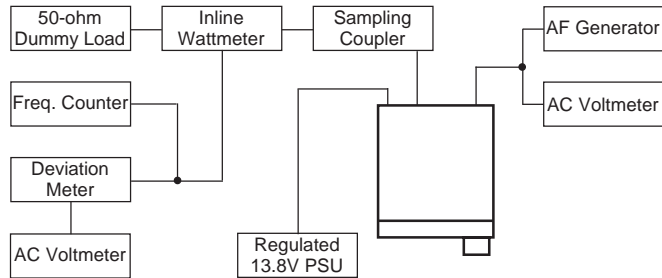 50-ohm
Dummy Load
Inline
Wattmeter
Sampling
Coupler
AF Generator
Freq. Counter
AC Voltmeter
Deviation
Meter
AC Voltmeter
Regulated
13.8V PSU